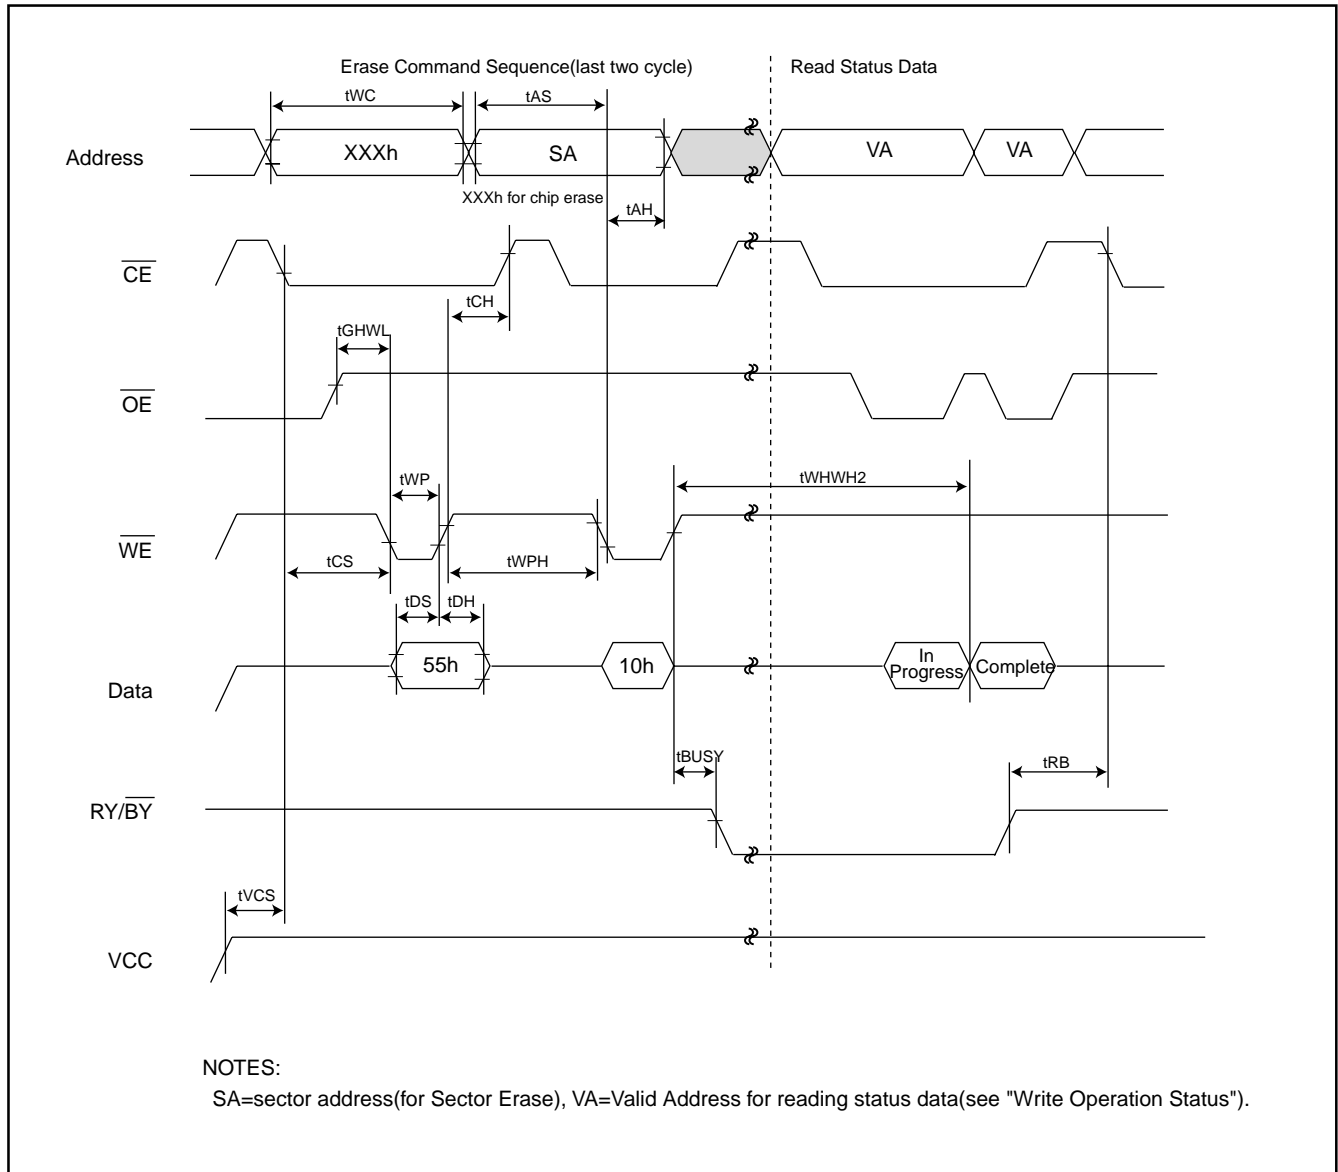 Erase Command Sequence(last two cycle)
Read Status Data
tWC
tAS
Address
XXXh
SA
VA
VA
XXXh for chip erase
tAH
CE
tCH
tGHWL
OE
tWP
tWHWH2
WE
tCS
tWPH
tDS
tDH
55h
10h
In
Progress
Complete
Data
tBUSY
tRB
RY/BY
tVCS
VCC
NOTES:
SA=sector address(for Sector Erase), VA=Valid Address for reading status data(see "Write Operation Status").